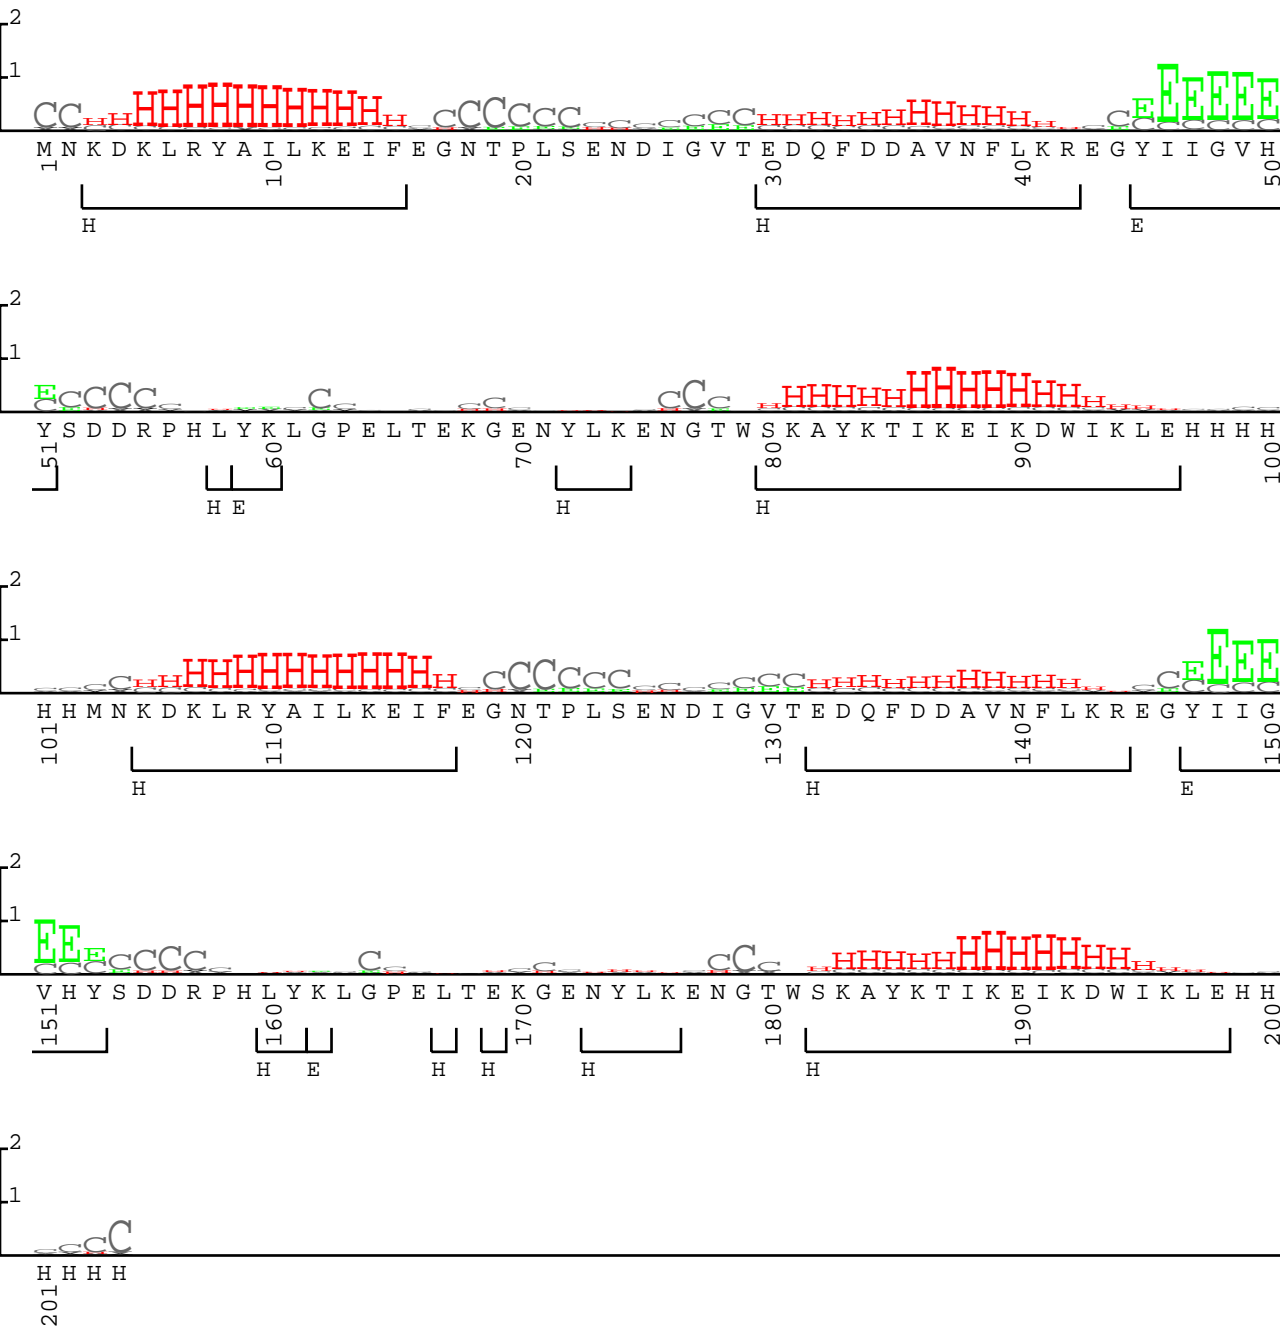 2
1
C C H H H H H H H H H H H H H C C C C C C C C C C C C H H H H H H H H H H H C E E E E E E
M N K D K L R Y A I L K E I F E G N T P L S E N D I G V T E D Q F D D A V N F L K R E G Y I I G V H
1 10 20 30 40 50
H H E
2
1
E C C C C C C C C C C C C H H H H H H H H H H H H H
Y S D D R P H L Y K L G P E L T E K G E N Y L K E N G T W S K A Y K T I K E I K D W I K L E H H H H
51 60 70 80 90 100
H E H H
2
1
C H H H H H H H H H H H H H C C C C C C C C C C H H H H H H H H H H C E E E E
H H M N K D K L R Y A I L K E I F E G N T P L S E N D I G V T E D Q F D D A V N F L K R E G Y I I G
101 110 120 130 140 150
H H E
2
1
E E E C C C C C C C C C C H H H H H H H H H H H H H
V H Y S D D R P H L Y K L G P E L T E K G E N Y L K E N G T W S K A Y K T I K E I K D W I K L E H H
151 160 170 180 190 200
H E H H H H
2
1
C C C C
H H H H
201